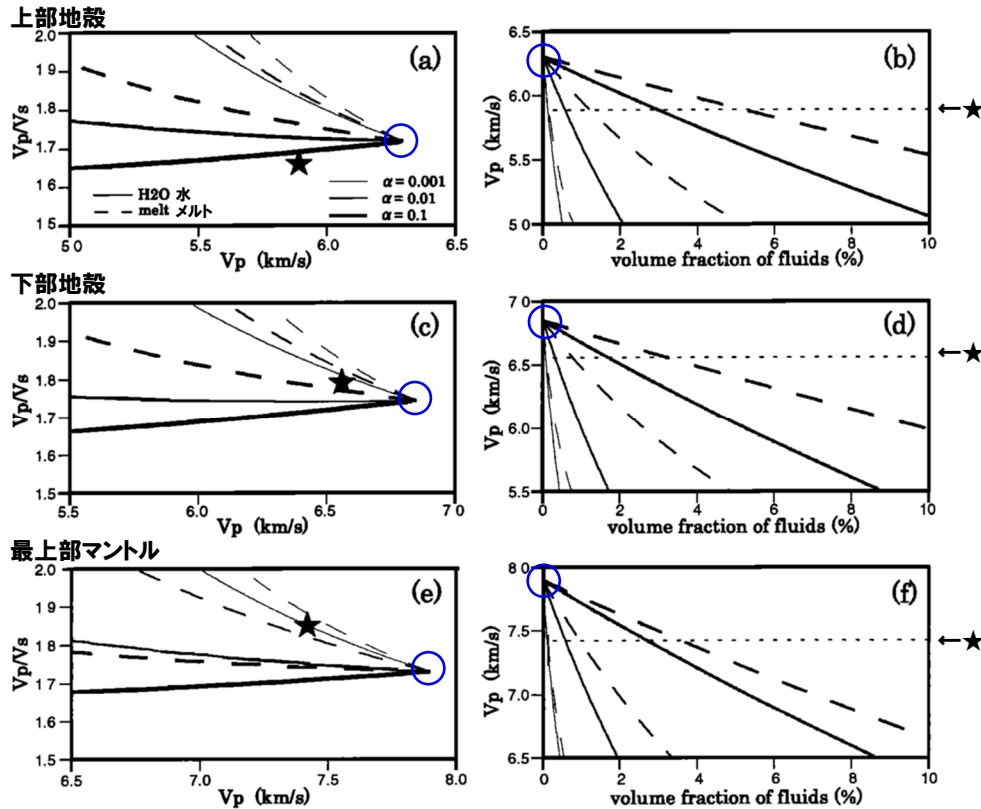 上部地殻
2.0
1.9
1.8
1.7
1.6
1.5
Vp/Vs
(a)
H2O 水
melt メルト
α = 0.001
α = 0.01
α = 0.1
5.0
5.5
6.0
6.5
Vp (km/s)
6.5
6.0
5.5
5.0
Vp (km/s)
(b)
←★
0
2
4
6
8
10
volume fraction of fluids (%)
下部地殻
2.0
1.9
1.8
1.7
1.6
1.5
Vp/Vs
(c)
5.5
6.0
6.5
7.0
Vp (km/s)
7.0
6.5
6.0
5.5
Vp (km/s)
(d)
←★
0
2
4
6
8
10
volume fraction of fluids (%)
最上部マントル
2.0
1.9
1.8
1.7
1.6
1.5
Vp/Vs
(e)
6.5
7.0
7.5
8.0
Vp (km/s)
8.0
7.5
7.0
6.5
Vp (km/s)
(f)
←★
0
2
4
6
8
10
volume fraction of fluids (%)